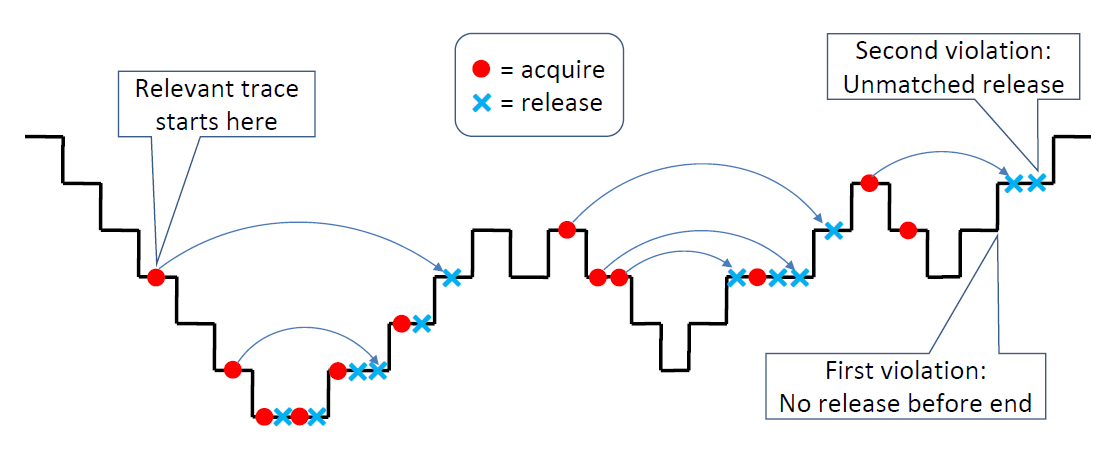 Relevant trace
starts here
= acquire
= release
Second violation:
Unmatched release
First violation:
No release before end